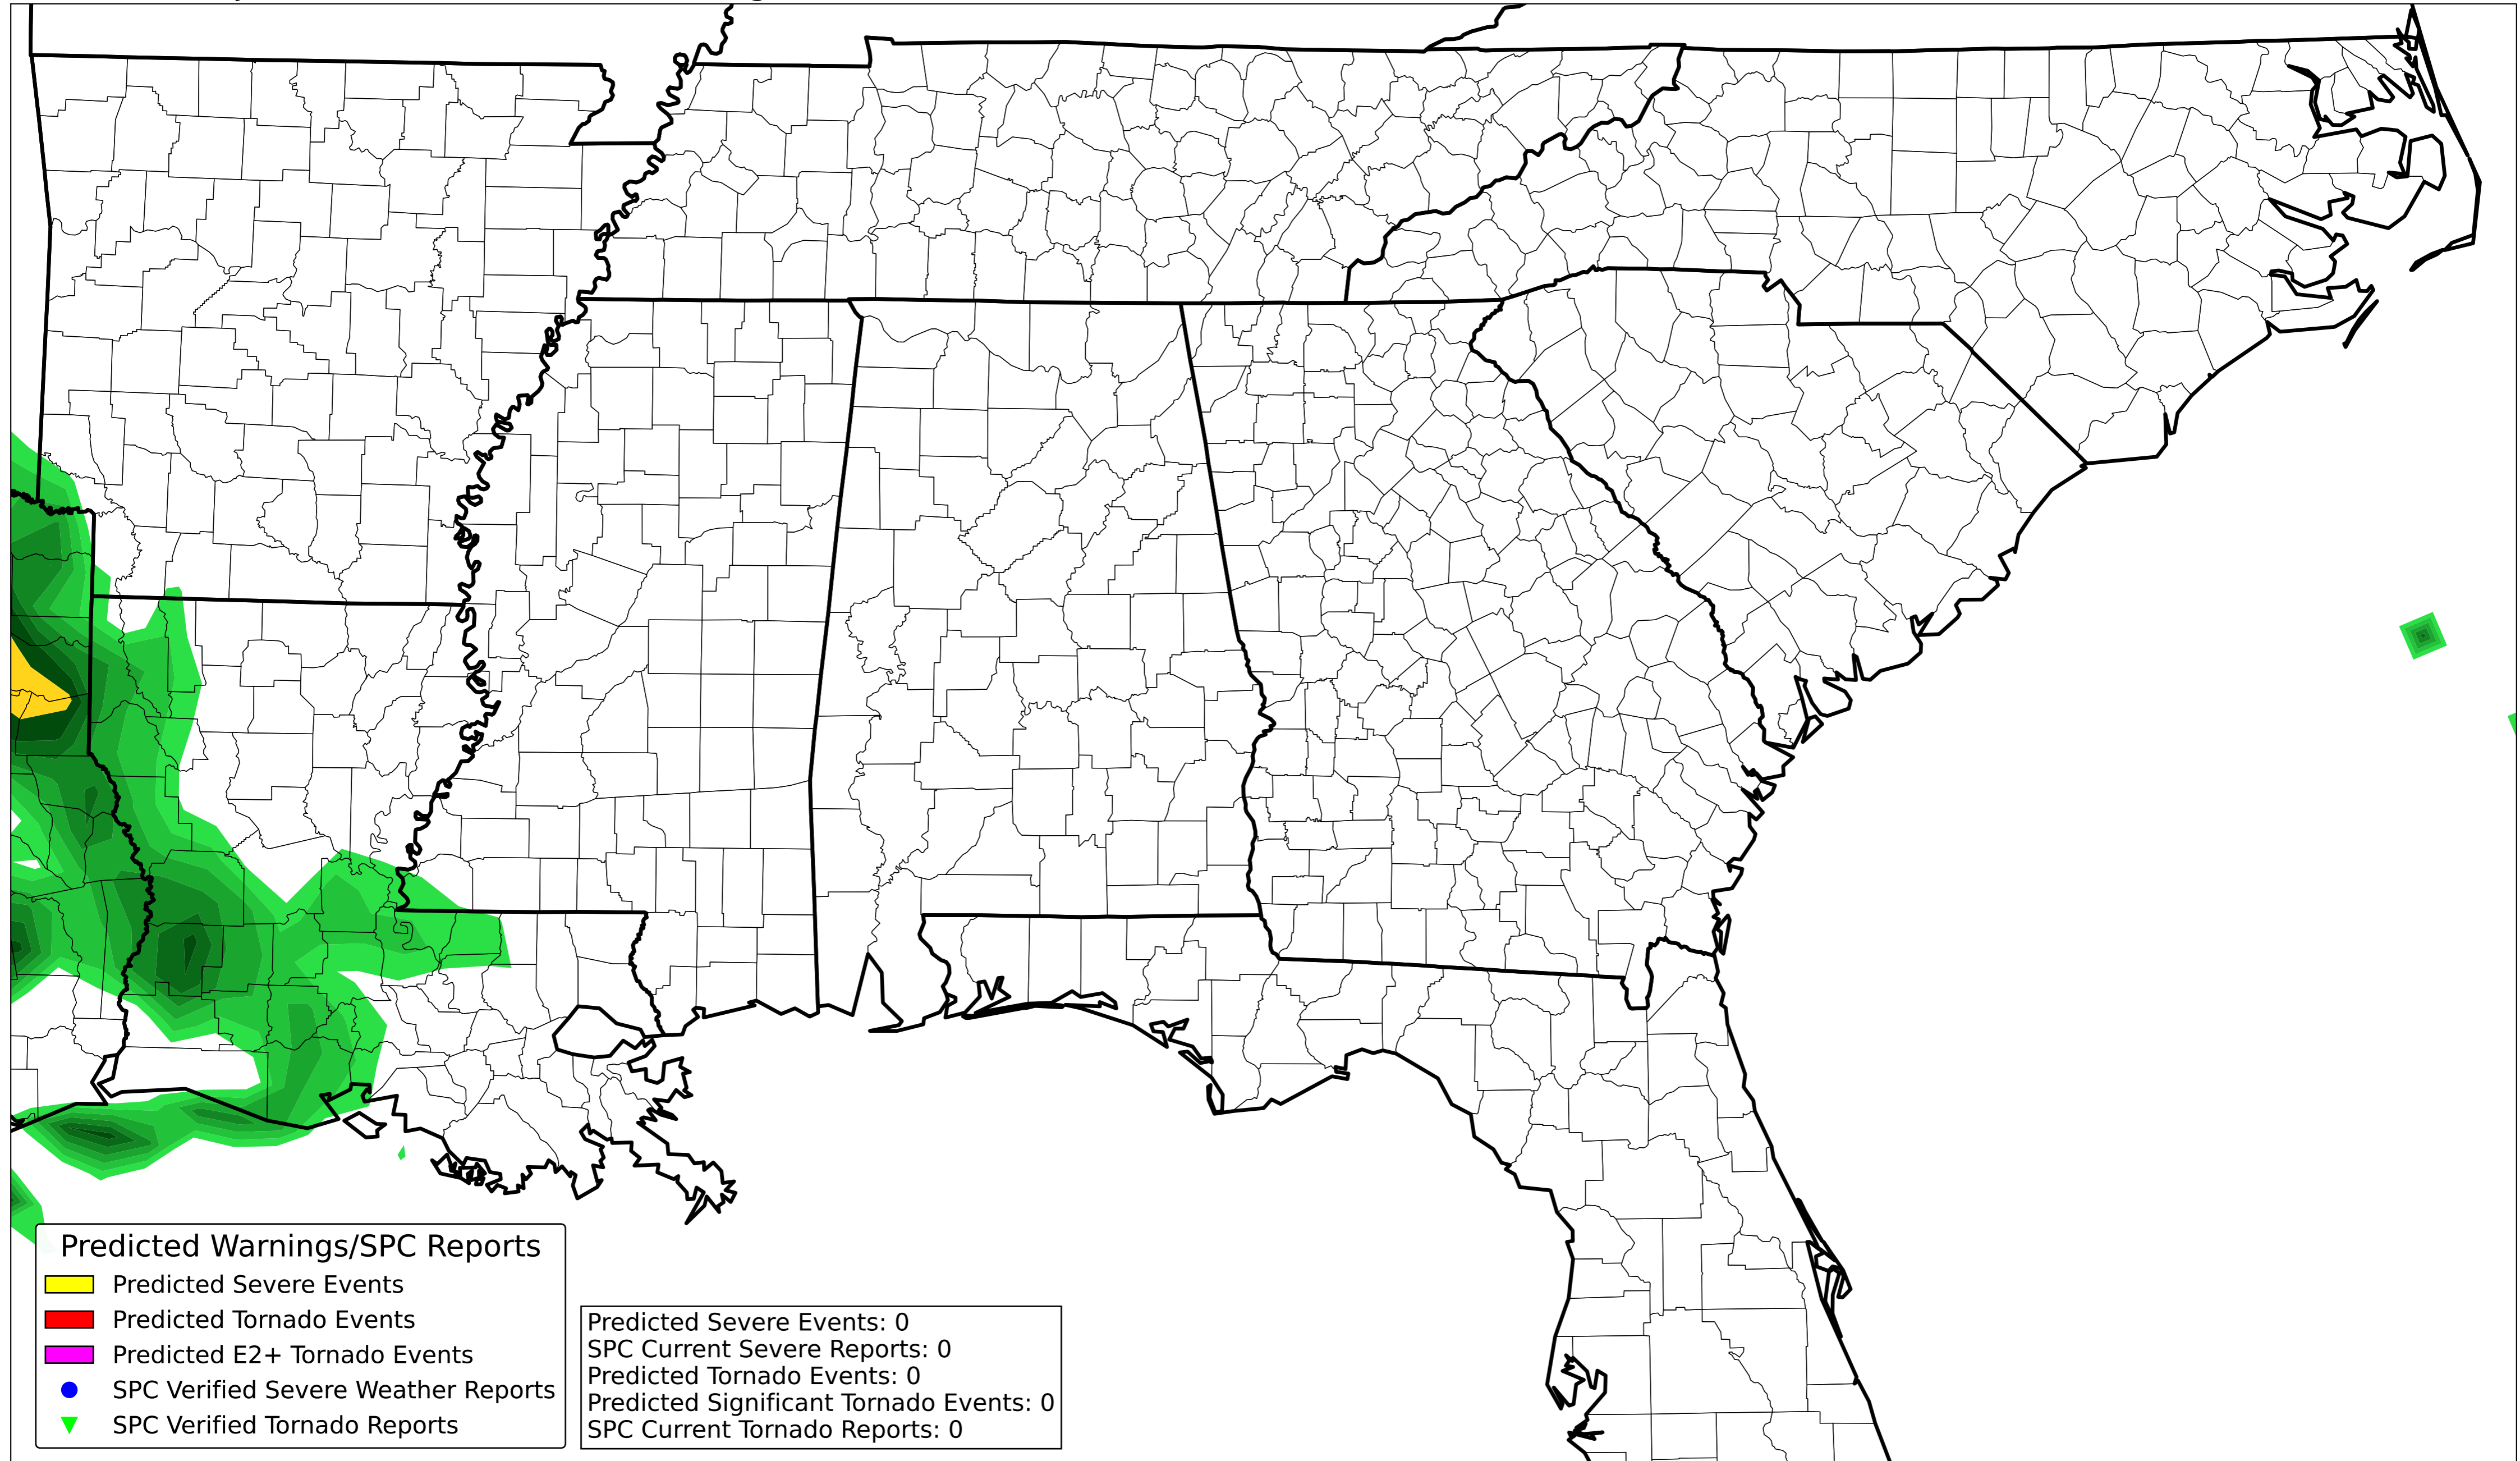 Predicted Warnings/SPC Reports
Predicted Severe Events
Predicted Tornado Events
Predicted E2+ Tornado Events
SPC Verified Severe Weather Reports
SPC Verified Tornado Reports
Predicted Severe Events: 0
SPC Current Severe Reports: 0
Predicted Tornado Events: 0
Predicted Significant Tornado Events: 0
SPC Current Tornado Reports: 0